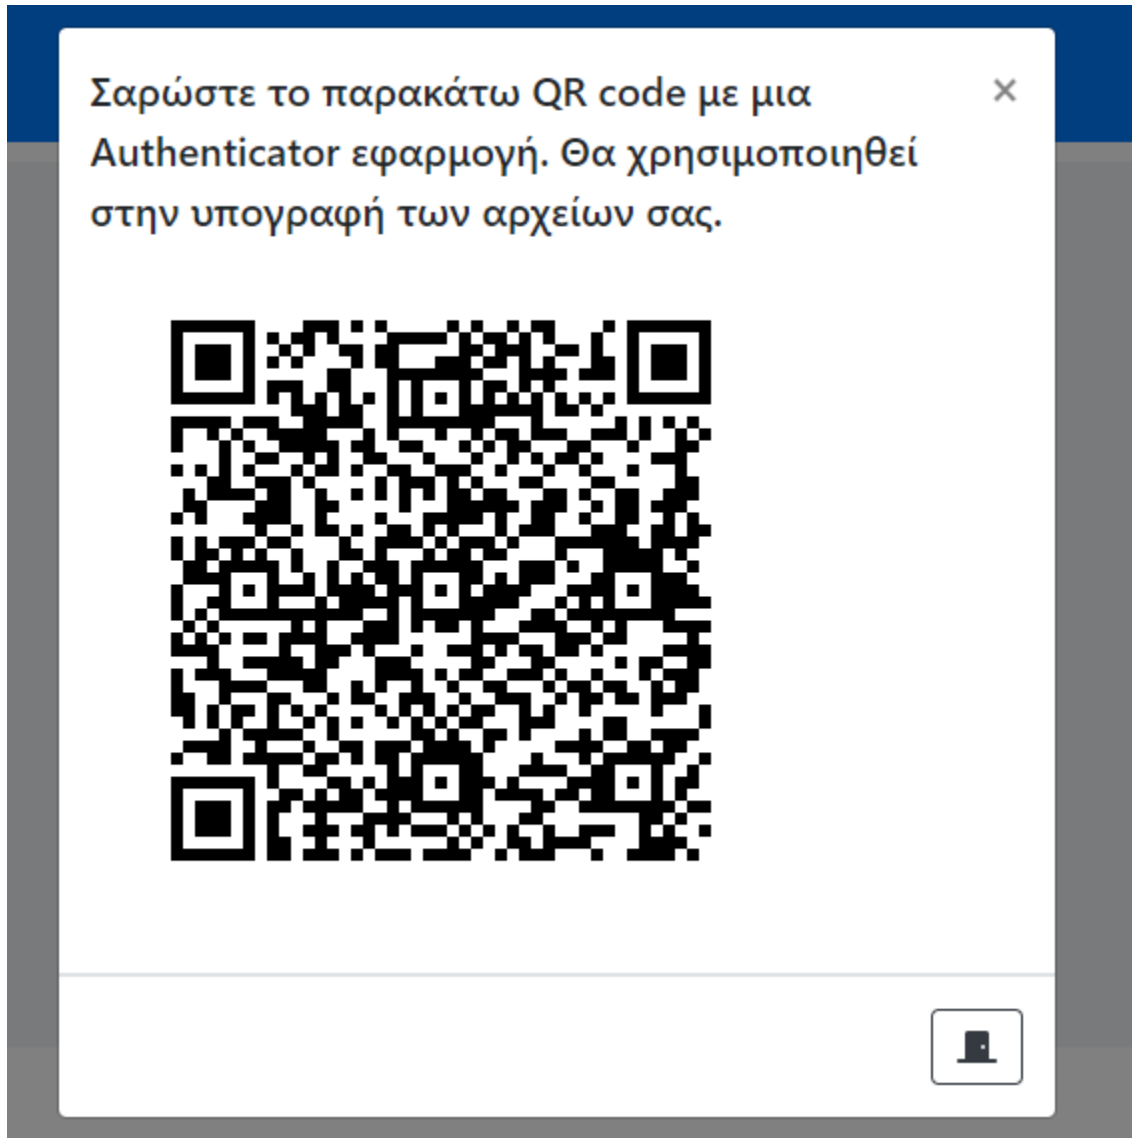 Σαρώστε το παρακάτω QR code με μια
Authenticator εφαρμογή. Θα χρησιμοποιηθεί
στην υπογραφή των αρχείων σας.